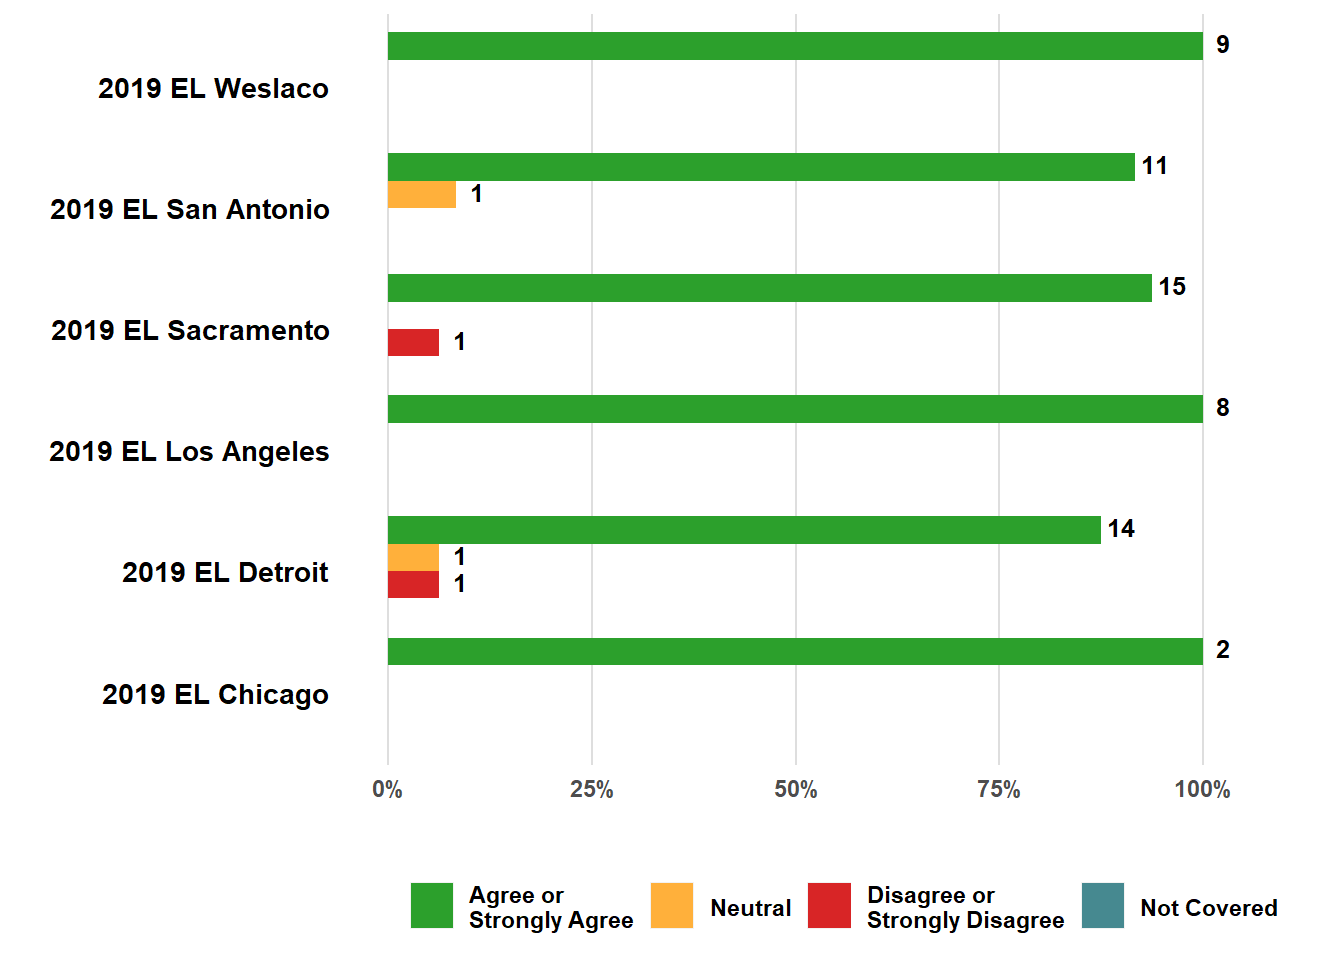 9
2019 EL Weslaco
11
1
2019 EL San Antonio
15
2019 EL Sacramento
1
8
2019 EL Los Angeles
14
1
2019 EL Detroit
1
2
2019 EL Chicago
0% 25% 50% 75% 100%
Agree or
Strongly Agree
Neutral
Disagree or
Strongly Disagree
Not Covered